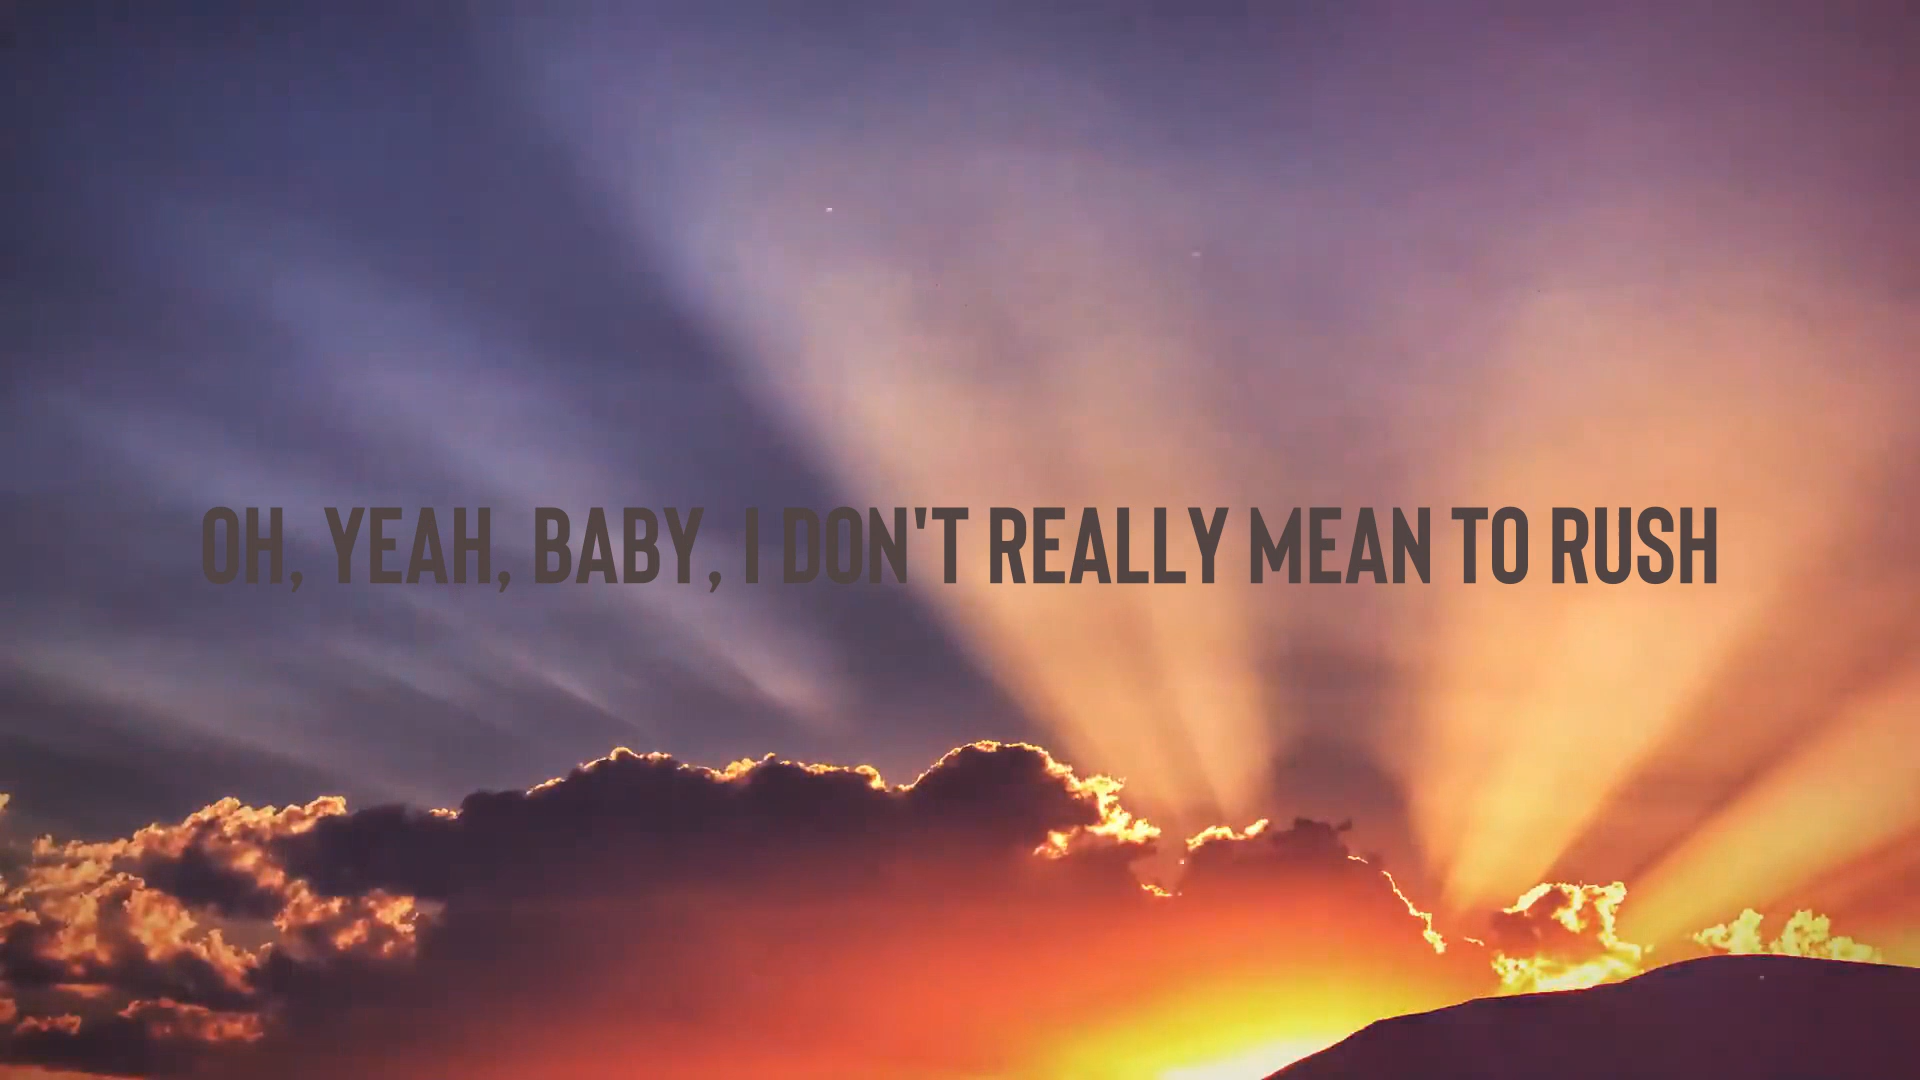 OH, YEAH, BABY, I DON'T REALLY MEAN TO RUSH